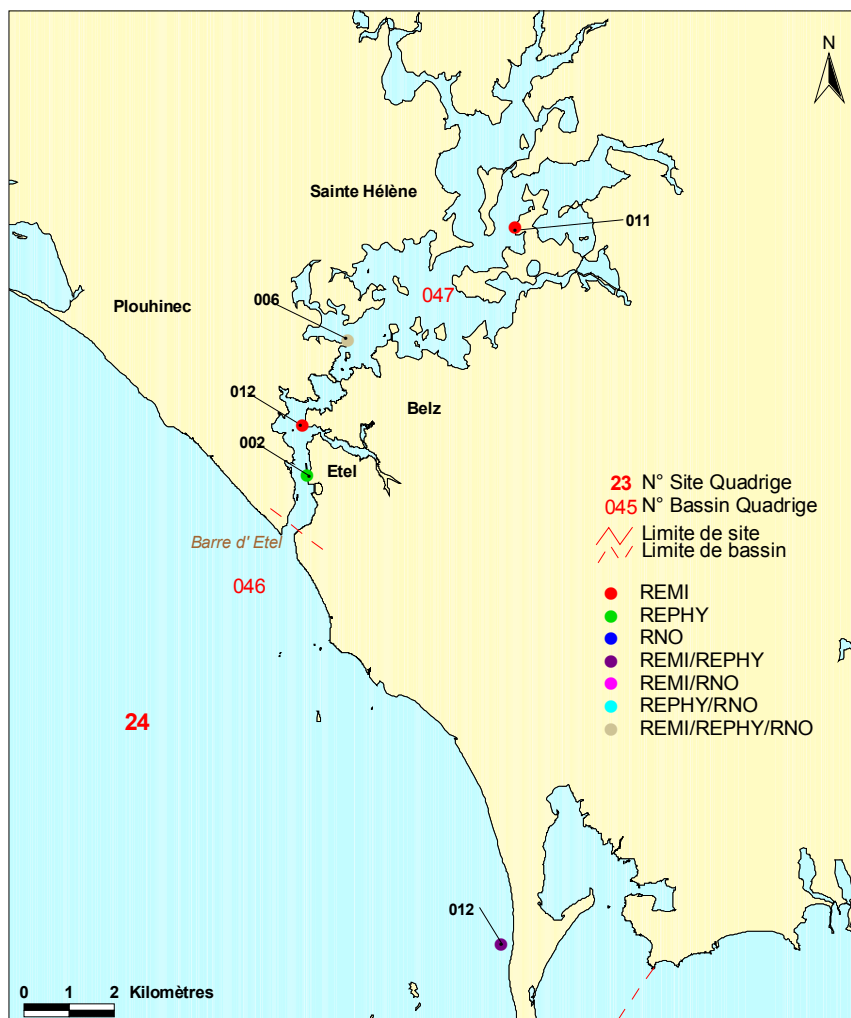 N
Sainte Hélène
011
047
Plouhinec
006
012
Belz
002
Etel
Barre d' Etel
046
23 N° Site Quadrige
045 N° Bassin Quadrige
Limite de site
Limite de bassin
REMI
REPHY
RNO
REMI/REPHY
REMI/RNO
REPHY/RNO
REMI/REPHY/RNO
24
012
0 1 2 Kilomètres